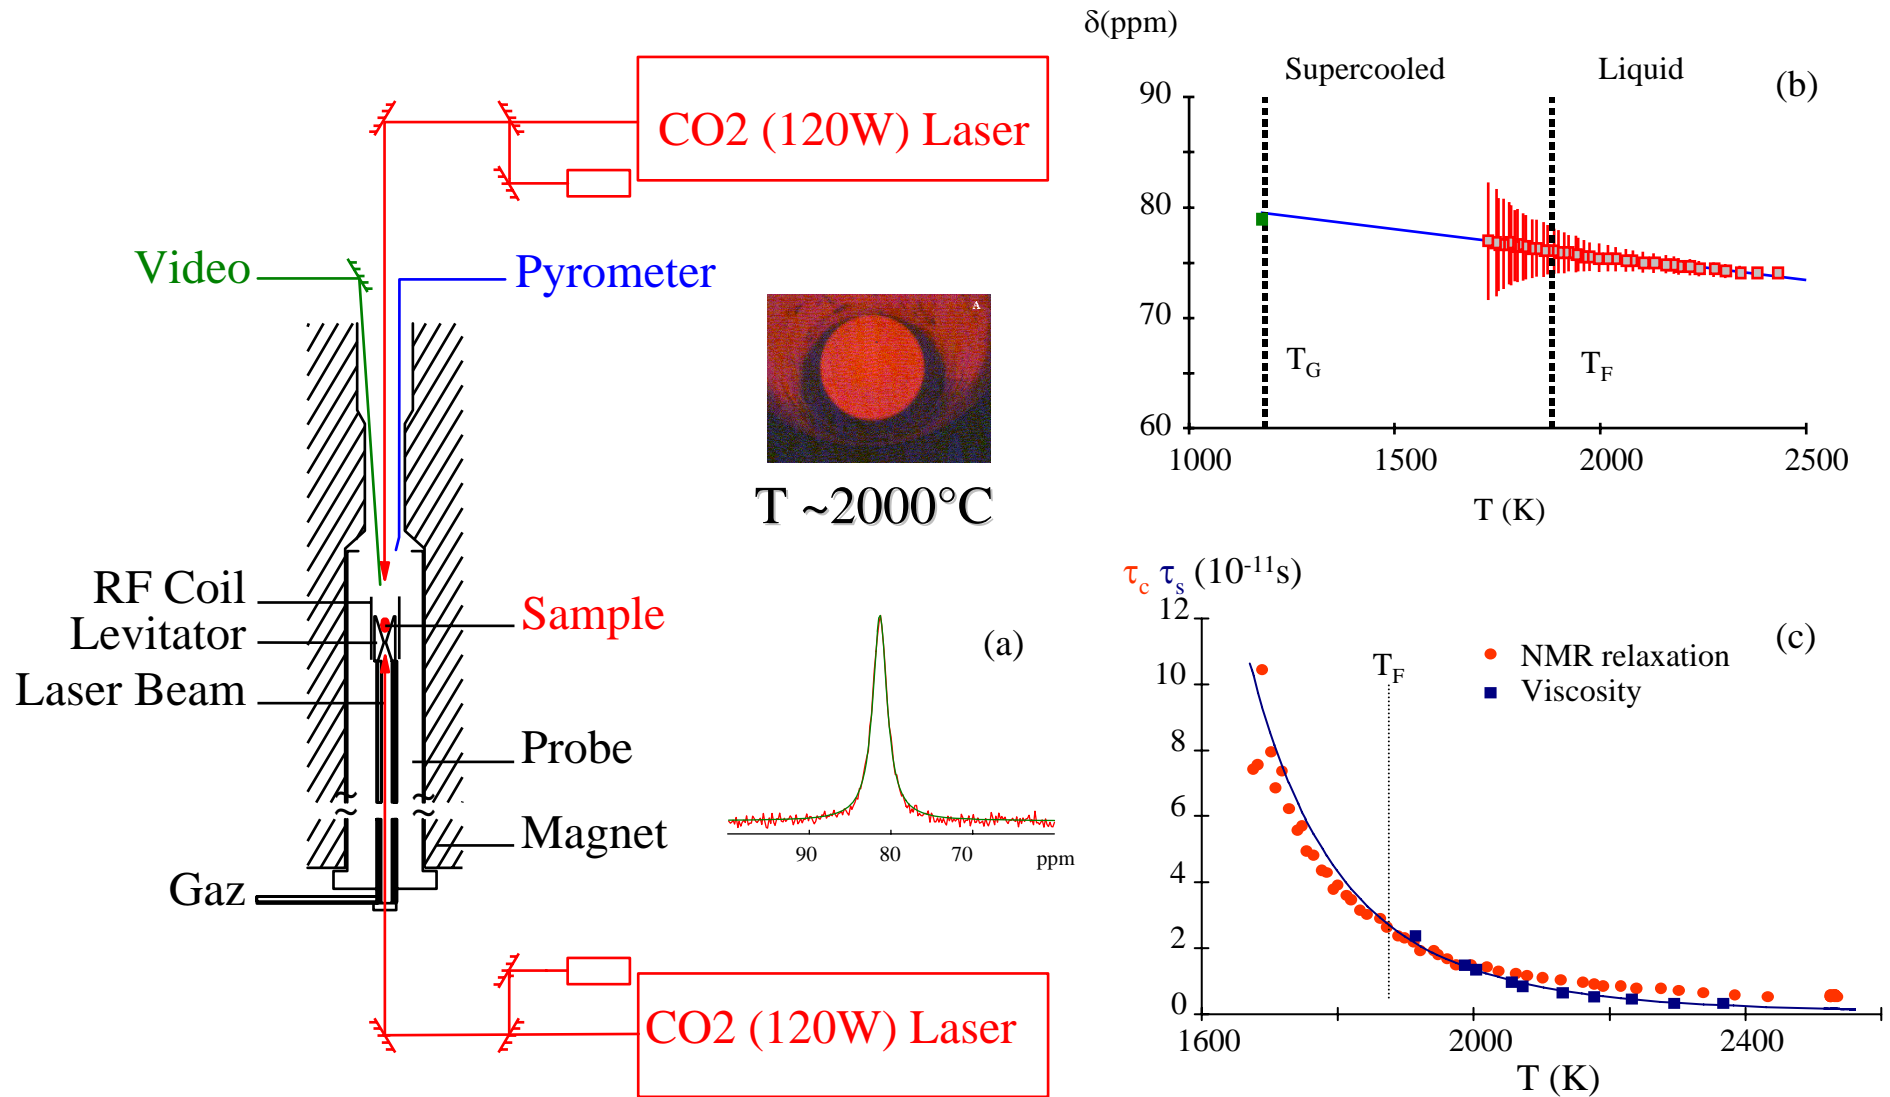 CO2 (120W) Laser
Video
Pyrometer
A
T ~2000°C
RF Coil
Levitator
Laser Beam
Sample
Probe
Magnet
Gaz
CO2 (120W) Laser
(a)
90 80 70 ppm
δ(ppm)
Supercooled Liquid (b)
90
80
70
60
T_G T_F
1000 1500 2000 2500
T (K)
τ_c τ_s (10^-11 s)
12
10
8
6
4
2
0
(c)
T_F
NMR relaxation
Viscosity
1600 2000 2400
T (K)